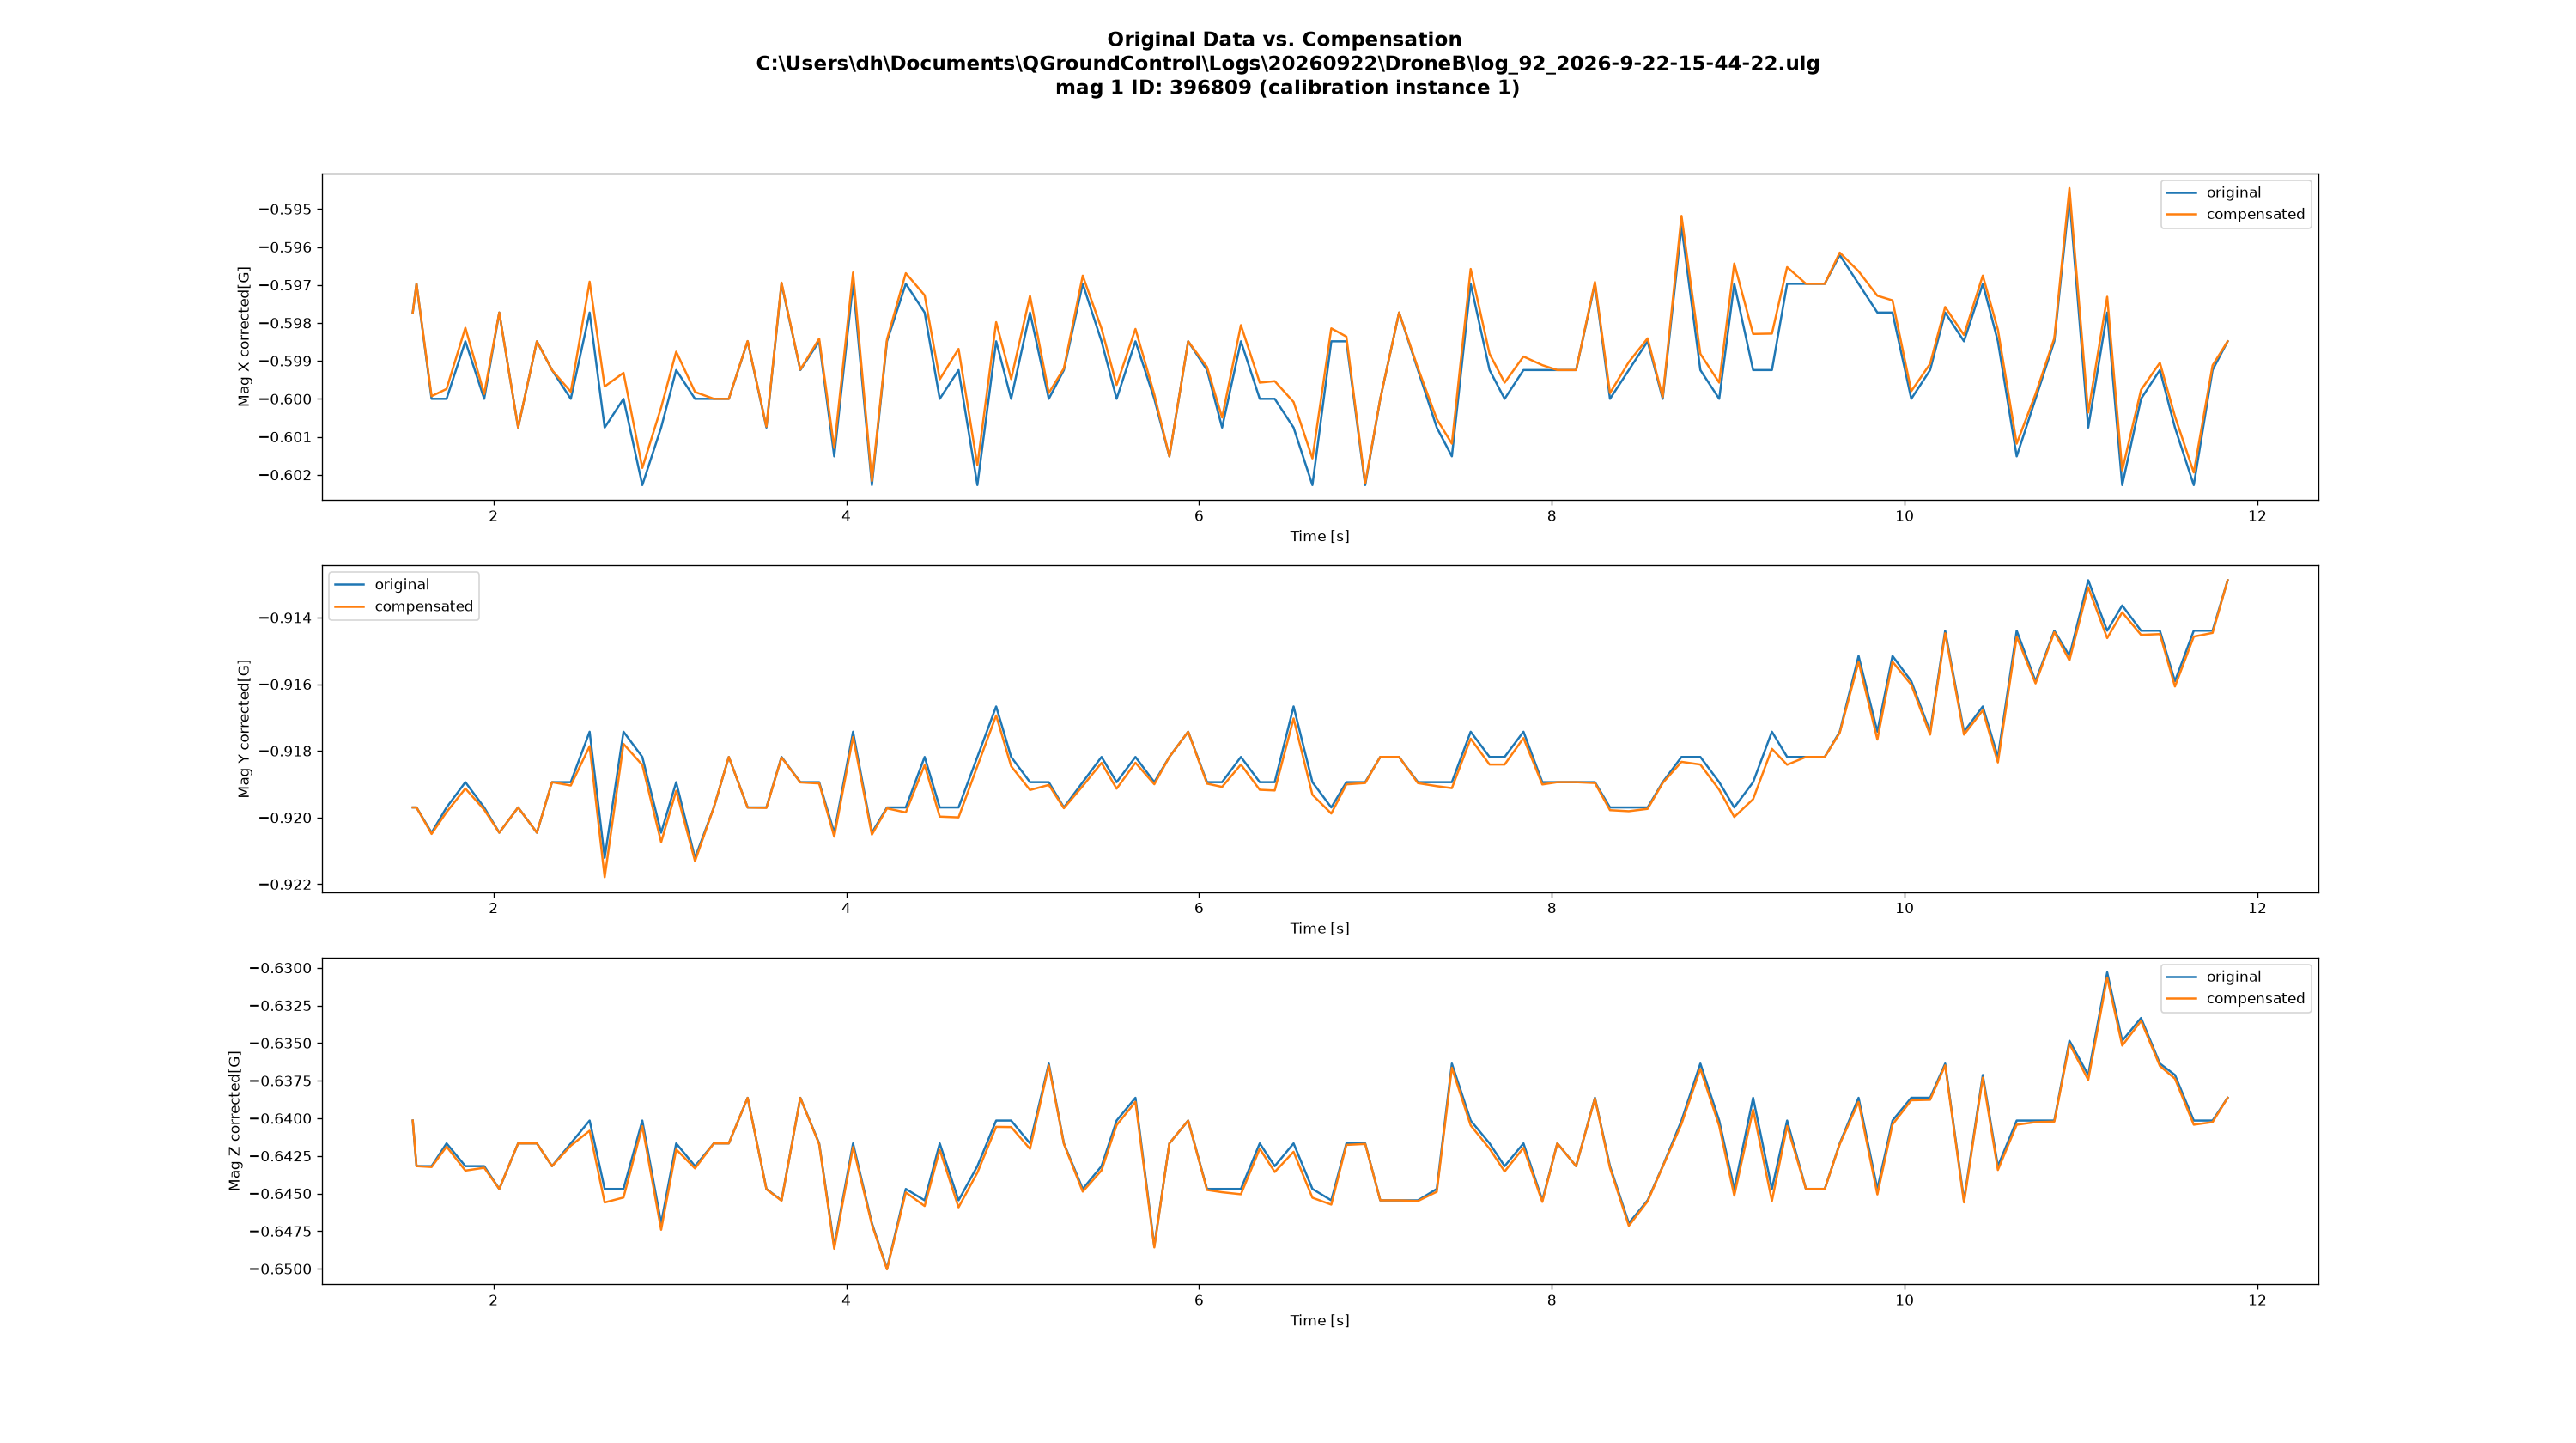 Original Data vs. Compensation
C:\Users\dh\Documents\QGroundControl\Logs\20260922\DroneB\log_92_2026-9-22-15-44-22.ulg
mag 1 ID: 396809 (calibration instance 1)
Mag X corrected[G]
−0.595
−0.596
−0.597
−0.598
−0.599
−0.600
−0.601
−0.602
original
compensated
2 4 6 8 10 12
Time [s]
Mag Y corrected[G]
−0.914
−0.916
−0.918
−0.920
−0.922
original
compensated
2 4 6 8 10 12
Time [s]
Mag Z corrected[G]
−0.6300
−0.6325
−0.6350
−0.6375
−0.6400
−0.6425
−0.6450
−0.6475
−0.6500
original
compensated
2 4 6 8 10 12
Time [s]